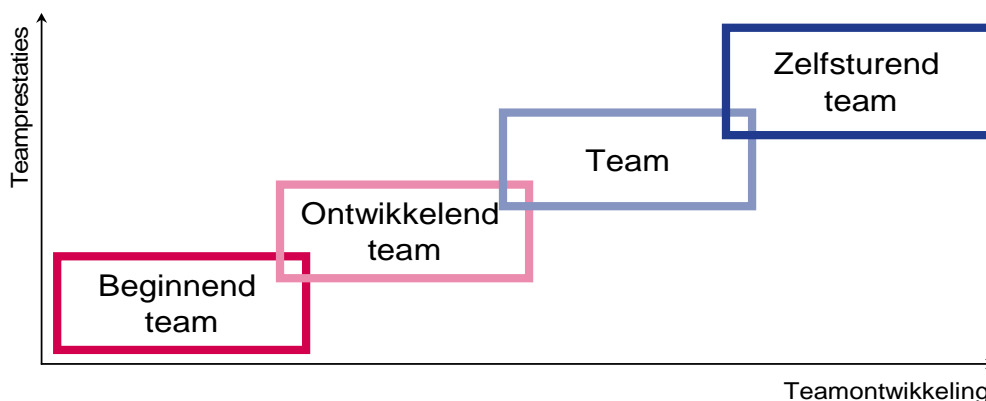 Teamprestaties
Zelfsturend
team
Team
Ontwikkelend
team
Beginnend
team
Teamontwikkeling